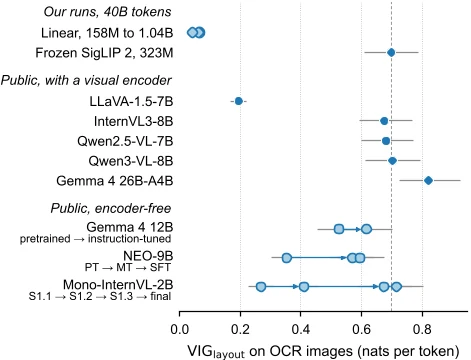 Our runs, 40B tokens
Linear, 158M to 1.04B
Frozen SigLIP 2, 323M
Public, with a visual encoder
LLaVA-1.5-7B
InternVL3-8B
Qwen2.5-VL-7B
Qwen3-VL-8B
Gemma 4 26B-A4B
Public, encoder-free
Gemma 4 12B
pretrained → instruction-tuned
NEO-9B
PT → MT → SFT
Mono-InternVL-2B
S1.1 → S1.2 → S1.3 → final
0.0 0.2 0.4 0.6 0.8
VIGlayout on OCR images (nats per token)